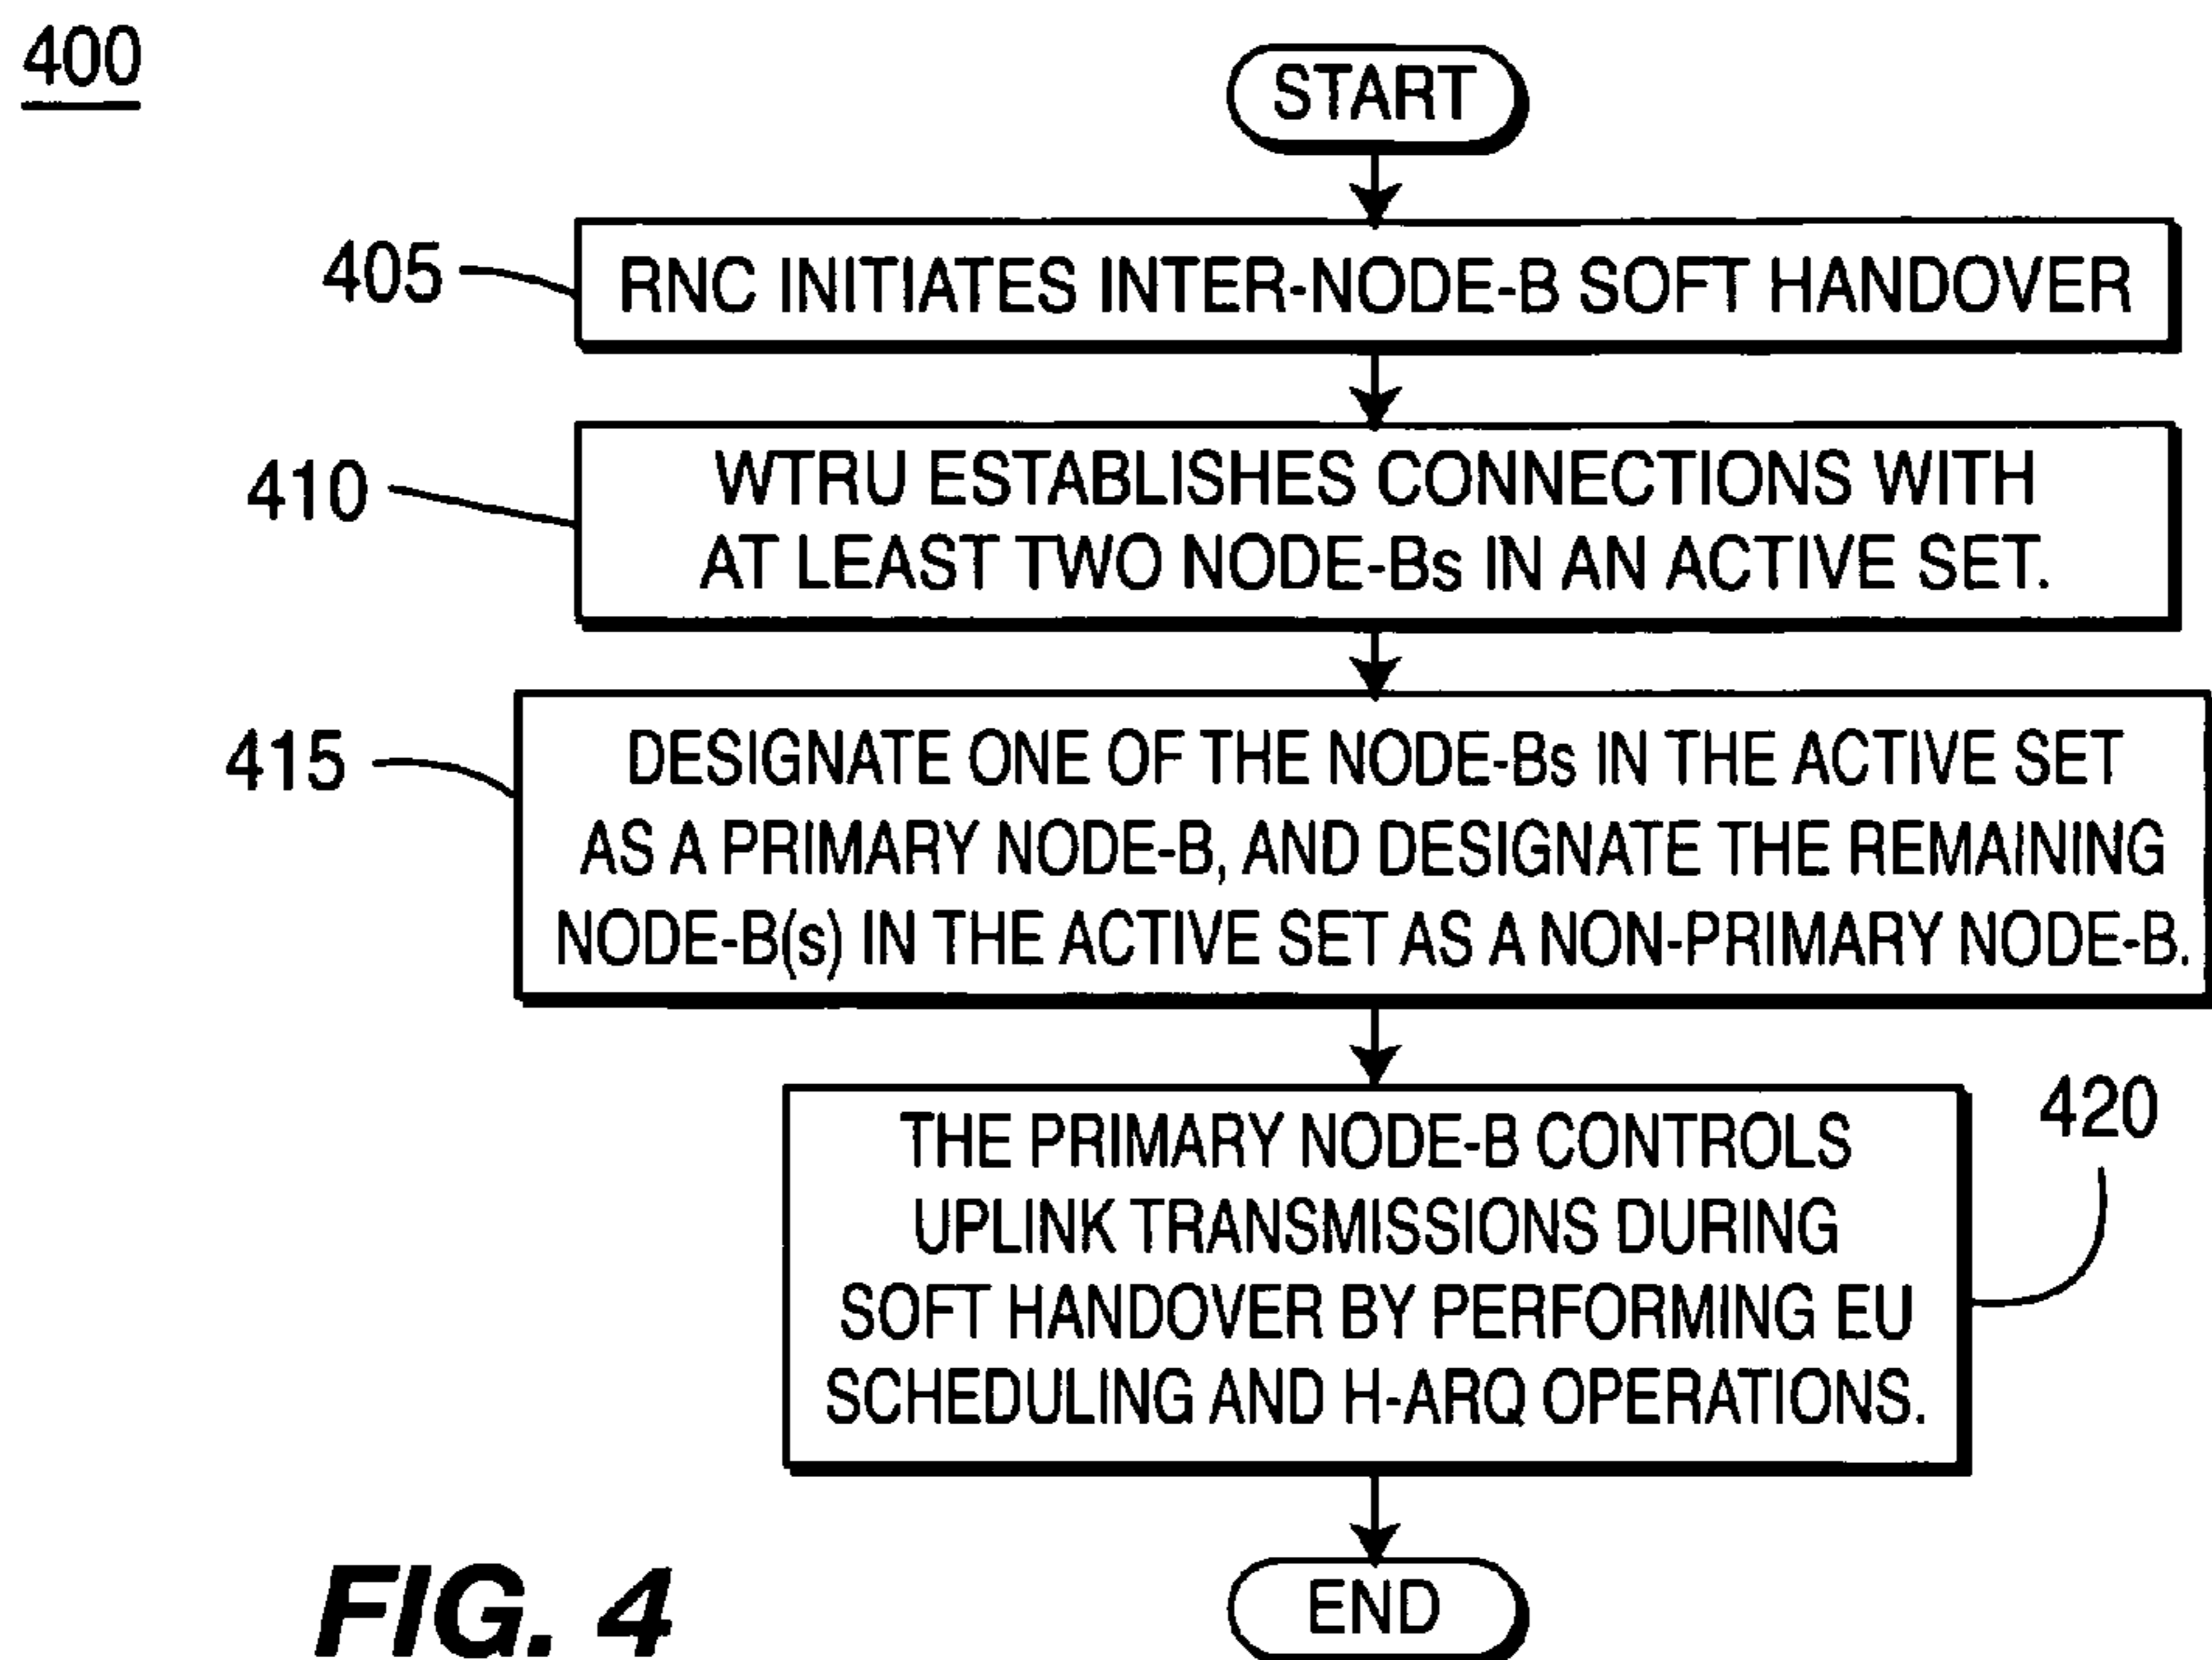 400
START
405
RNC INITIATES INTER-NODE-B SOFT HANDOVER
410
WTRU ESTABLISHES CONNECTIONS WITH
AT LEAST TWO NODE-Bs IN AN ACTIVE SET.
415
DESIGNATE ONE OF THE NODE-Bs IN THE ACTIVE SET
AS A PRIMARY NODE-B, AND DESIGNATE THE REMAINING
NODE-B(s) IN THE ACTIVE SET AS A NON-PRIMARY NODE-B.
420
THE PRIMARY NODE-B CONTROLS
UPLINK TRANSMISSIONS DURING
SOFT HANDOVER BY PERFORMING EU
SCHEDULING AND H-ARQ OPERATIONS.
END
FIG. 4